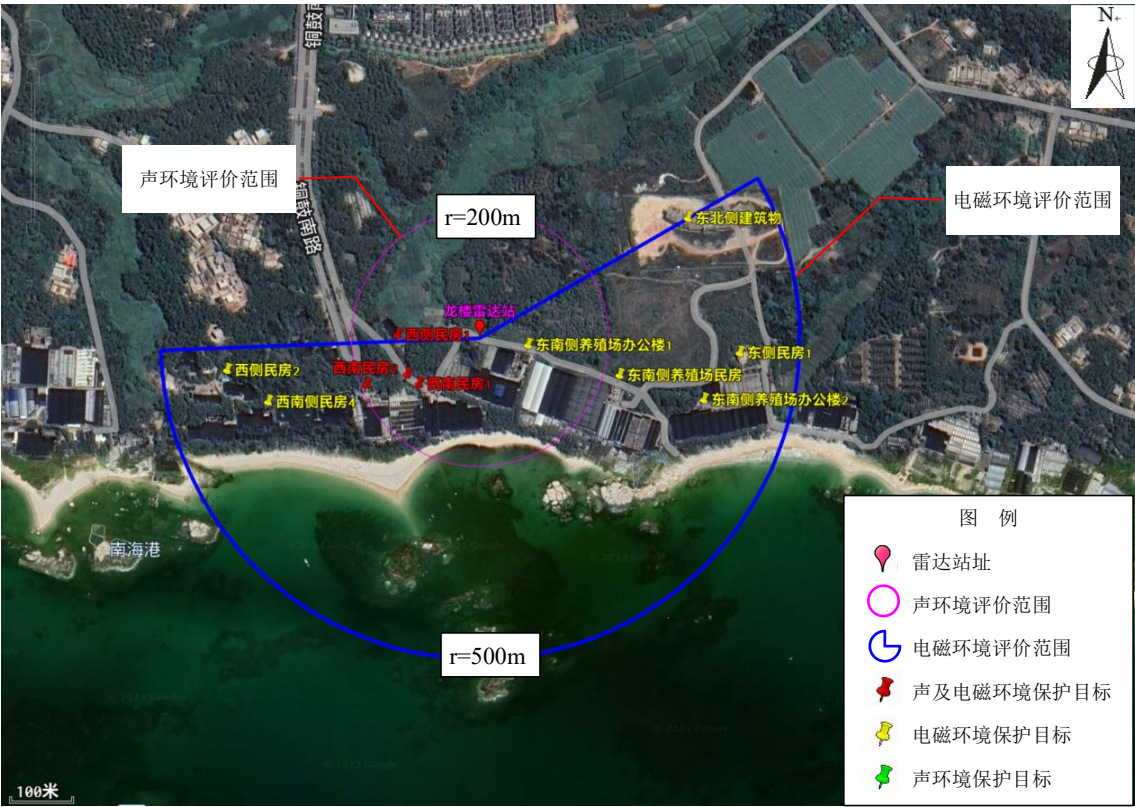 铜鼓南
N
声环境评价范围
铜鼓南路
r=200m
东北侧建筑物
电磁环境评价范围
龙楼雷达站
西侧民房1
东南侧养殖场办公楼1
东侧民房1
西侧民房2
西南民房2
西南民房1
东南侧养殖场民房
西南侧民房4
东南侧养殖场办公楼2
南海港
r=500m
图 例
雷达站址
声环境评价范围
电磁环境评价范围
声及电磁环境保护目标
电磁环境保护目标
声环境保护目标
100米